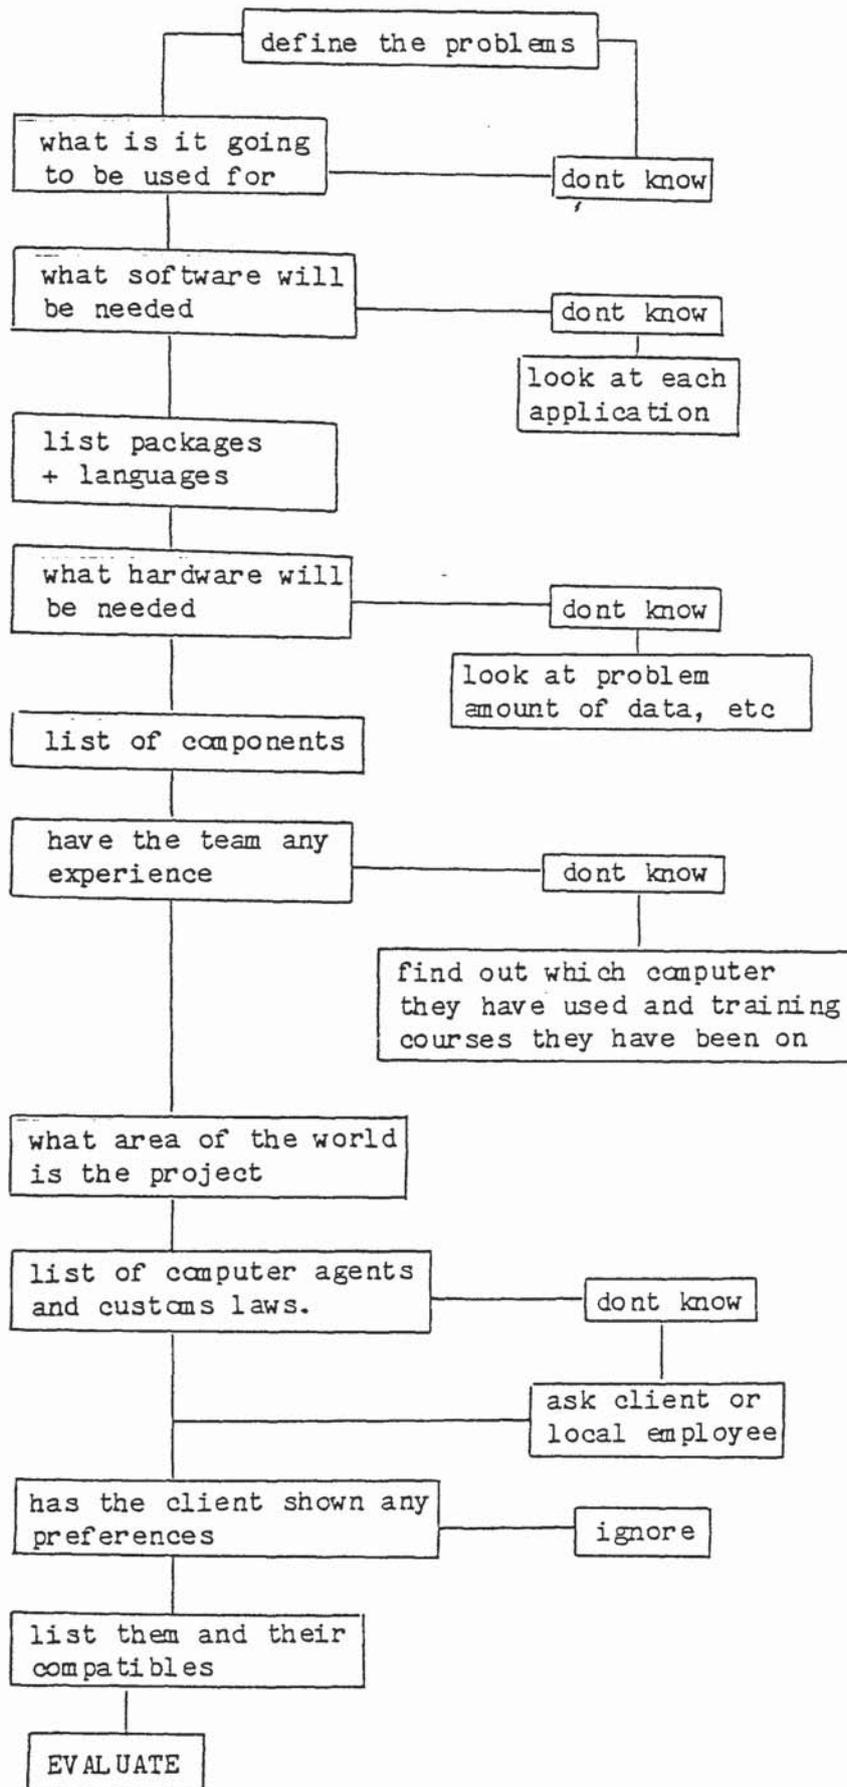 define the problems
what is it going
to be used for
dont know
what software will
be needed
dont know
look at each
application
list packages
+ languages
what hardware will
be needed
dont know
look at problem
amount of data, etc
list of components
have the team any
experience
dont know
find out which computer
they have used and training
courses they have been on
what area of the world
is the project
list of computer agents
and customs laws.
dont know
ask client or
local employee
has the client shown any
preferences
ignore
list them and their
compatibles
EVALUATE